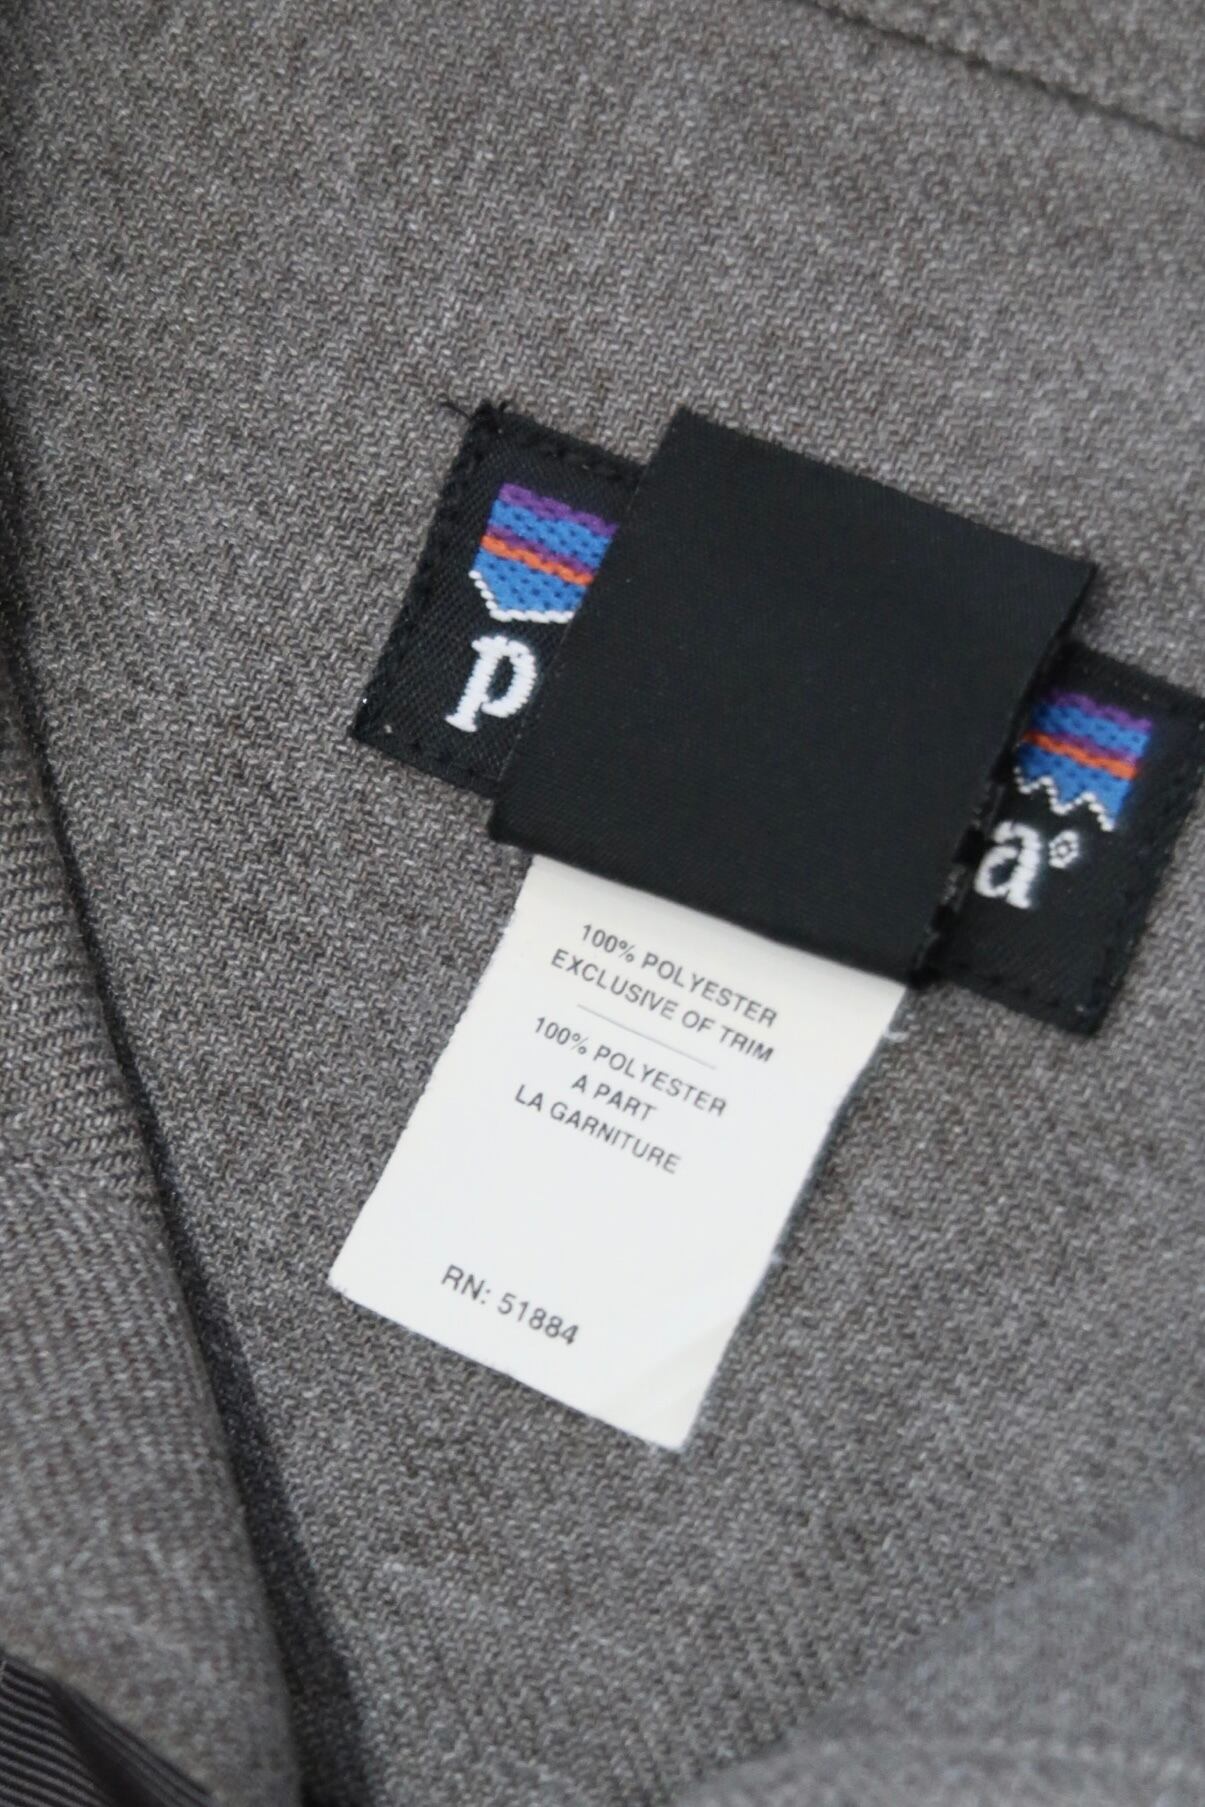 p a®
100% POLYESTER
EXCLUSIVE OF TRIM
100% POLYESTER
A PART
LA GARNITURE
RN: 51884